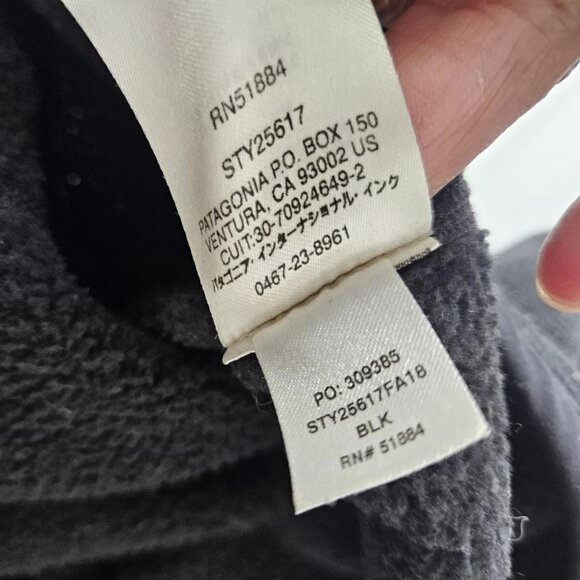 RN51884
STY25617
PATAGONIA P.O. BOX 150
VENTURA, CA 93002 US
CUIT:30-70924649-2
パタゴニア・インターナショナル・インク
0467-23-8961
PO: 309385
STY25617FA18
BLK
RN# 51884